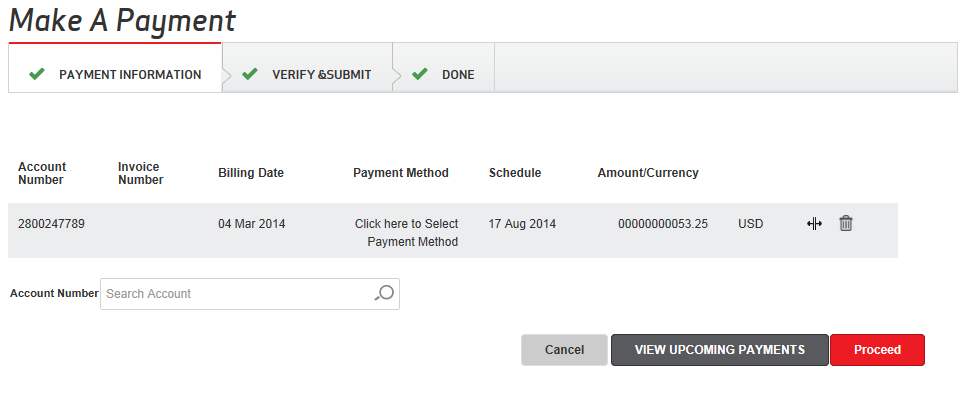 Make A Payment
PAYMENT INFORMATION VERIFY &SUBMIT DONE
Account Number Invoice Number Billing Date Payment Method Schedule Amount/Currency
2800247789 04 Mar 2014 Click here to Select Payment Method 17 Aug 2014 00000000053.25 USD
Account Number Search Account
Cancel VIEW UPCOMING PAYMENTS Proceed